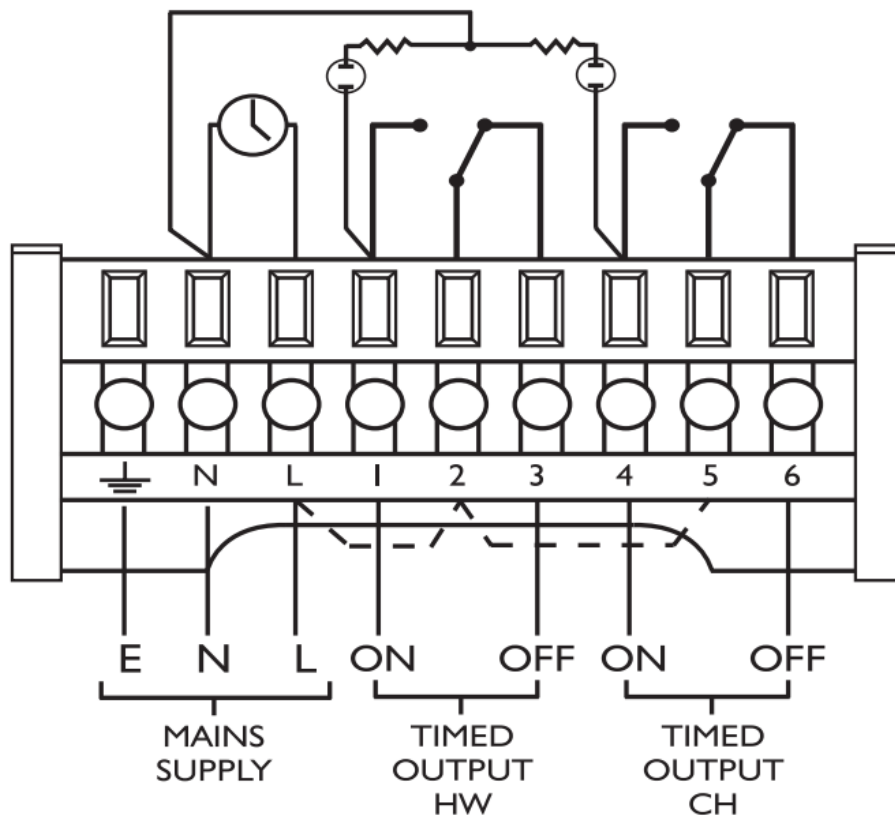 N L 1 2 3 4 5 6
E N L ON OFF ON OFF
MAINS
SUPPLY
TIMED
OUTPUT
HW
TIMED
OUTPUT
CH